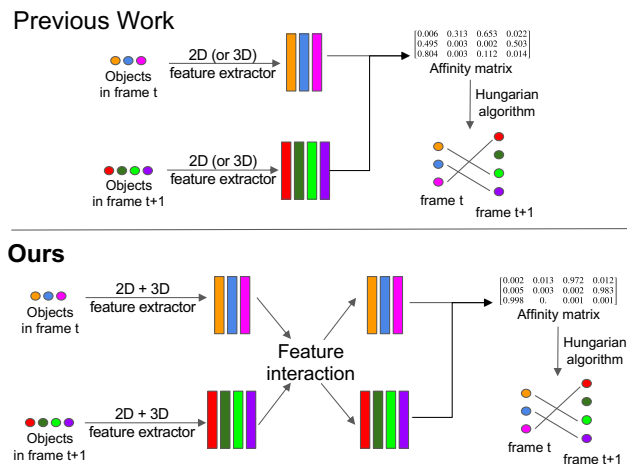 Previous Work
Objects
in frame t
2D (or 3D)
feature extractor
[0.006 0.313 0.653 0.022]
[0.495 0.003 0.002 0.503]
[0.804 0.003 0.112 0.014]
Affinity matrix
Hungarian
algorithm
Objects
in frame t+1
2D (or 3D)
feature extractor
frame t
frame t+1
Ours
Objects
in frame t
2D + 3D
feature extractor
Feature
interaction
[0.002 0.013 0.972 0.012]
[0.005 0.003 0.002 0.983]
[0.998 0. 0.001 0.001]
Affinity matrix
Hungarian
algorithm
Objects
in frame t+1
2D + 3D
feature extractor
frame t
frame t+1